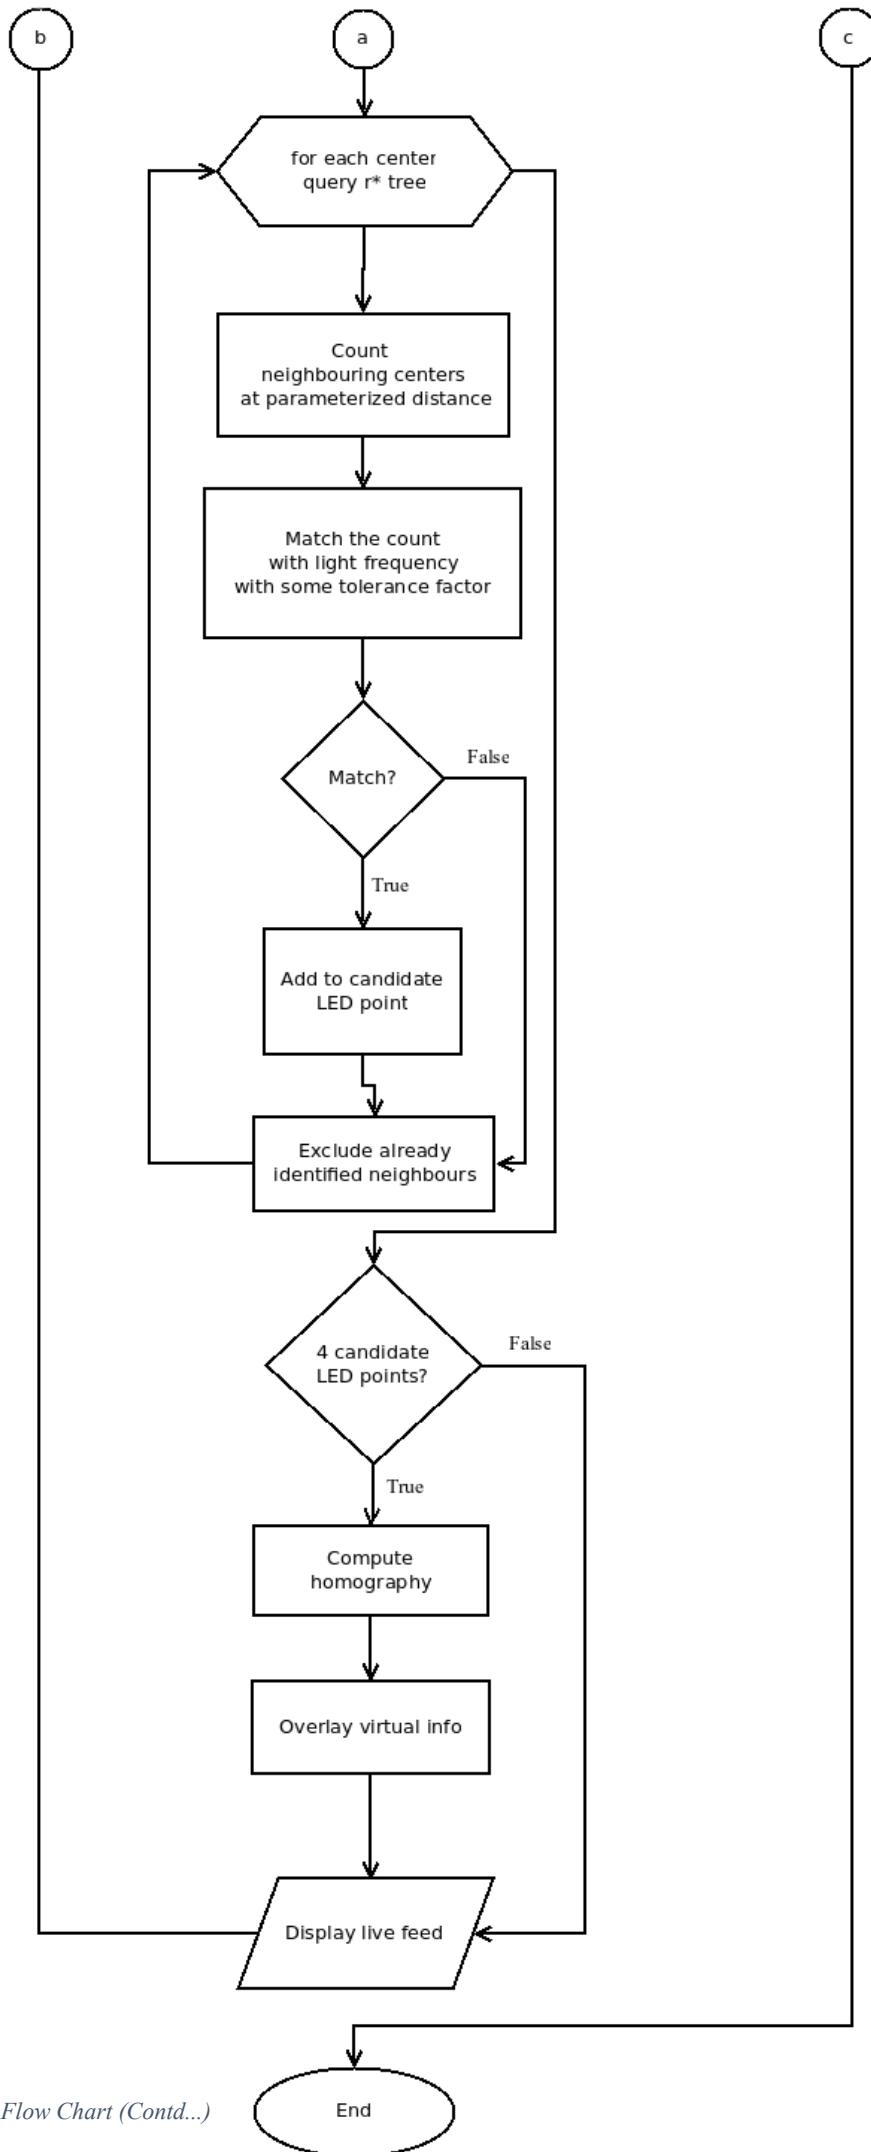 b
a
c
for each center
query r* tree
Count
neighbouring centers
at parameterized distance
Match the count
with light frequency
with some tolerance factor
Match?
False
True
Add to candidate
LED point
Exclude already
identified neighbours
4 candidate
LED points?
False
True
Compute
homography
Overlay virtual info
Display live feed
End
Flow Chart (Contd...)